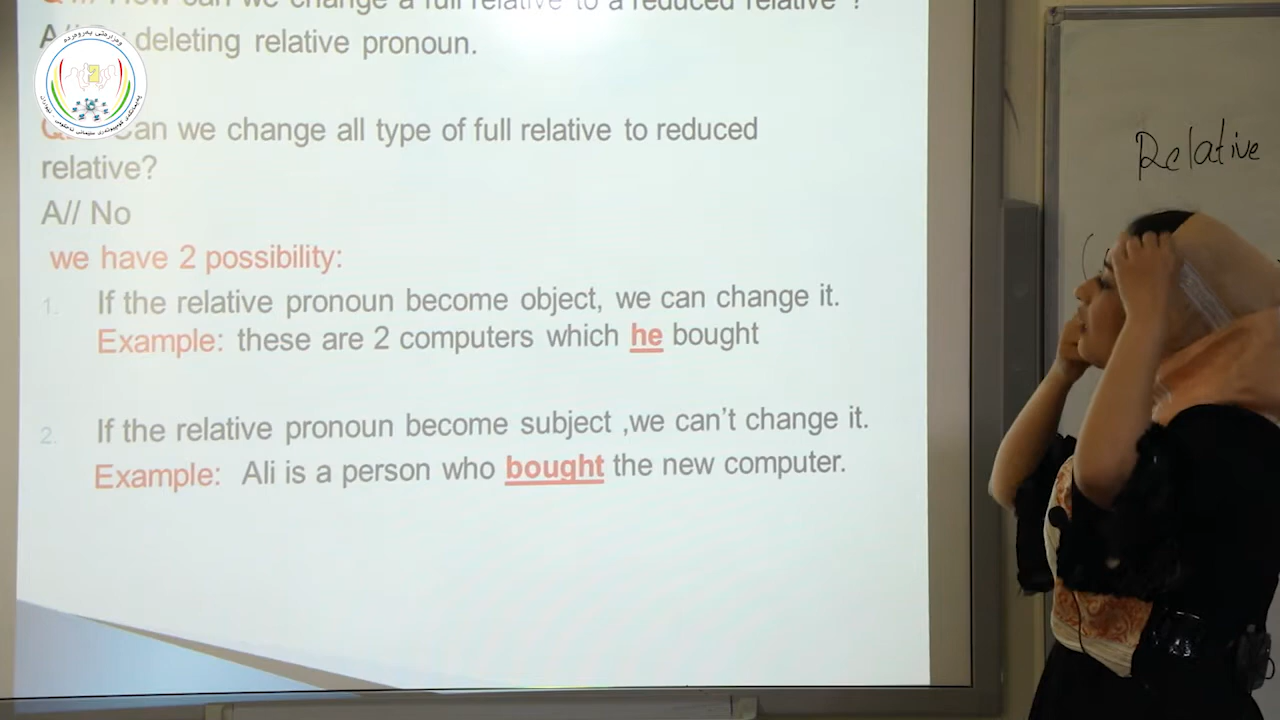 How can we change a full relative to a reduced relative ?
A// deleting relative pronoun.
an we change all type of full relative to reduced
relative?
A// No
we have 2 possibility:
1. If the relative pronoun become object, we can change it.
Example: these are 2 computers which he bought
2. If the relative pronoun become subject ,we can't change it.
Example: Ali is a person who bought the new computer.
Relative